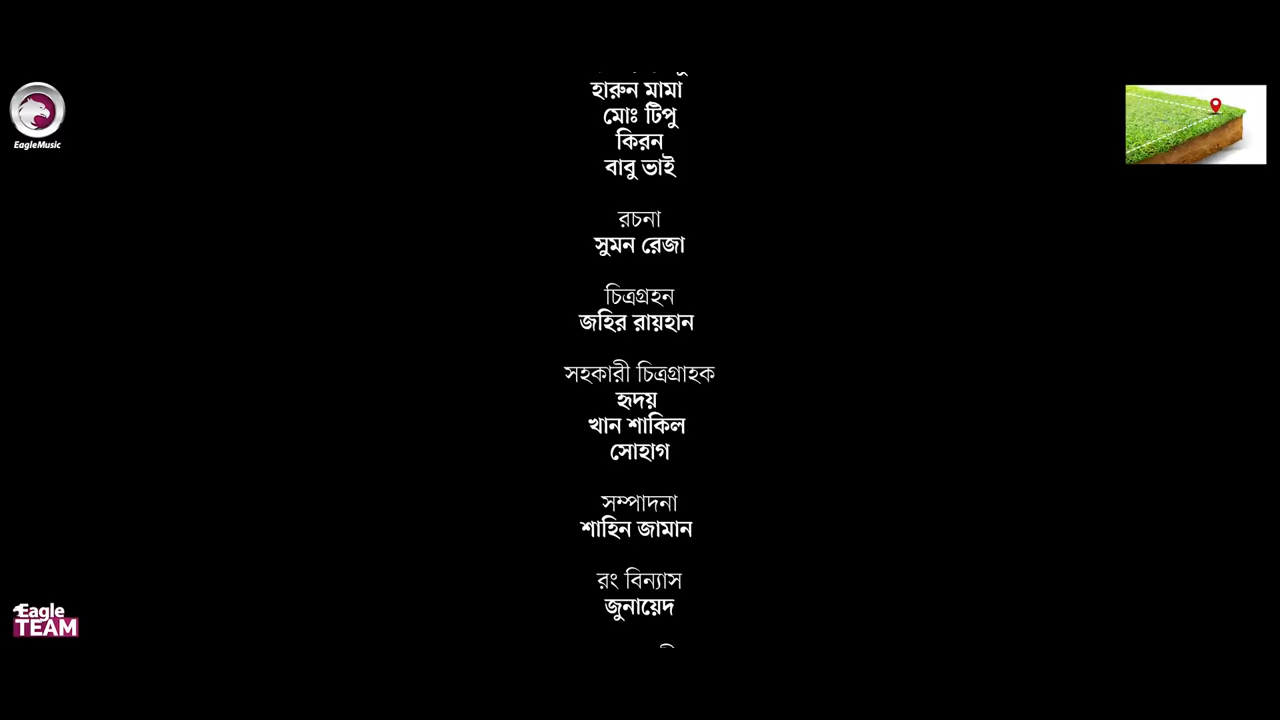 হারুন মামা
মোঃ টিপু
কিরন
বাবু ভাই
রচনা
সুমন রেজা
চিত্রগ্রহন
জহির রায়হান
সহকারী চিত্রগ্রাহক
হৃদয়
খান শাকিল
সোহাগ
সম্পাদনা
শাহিন জামান
রং বিন্যাস
জুনায়েদ
EagleMusic
Eagle
TEAM